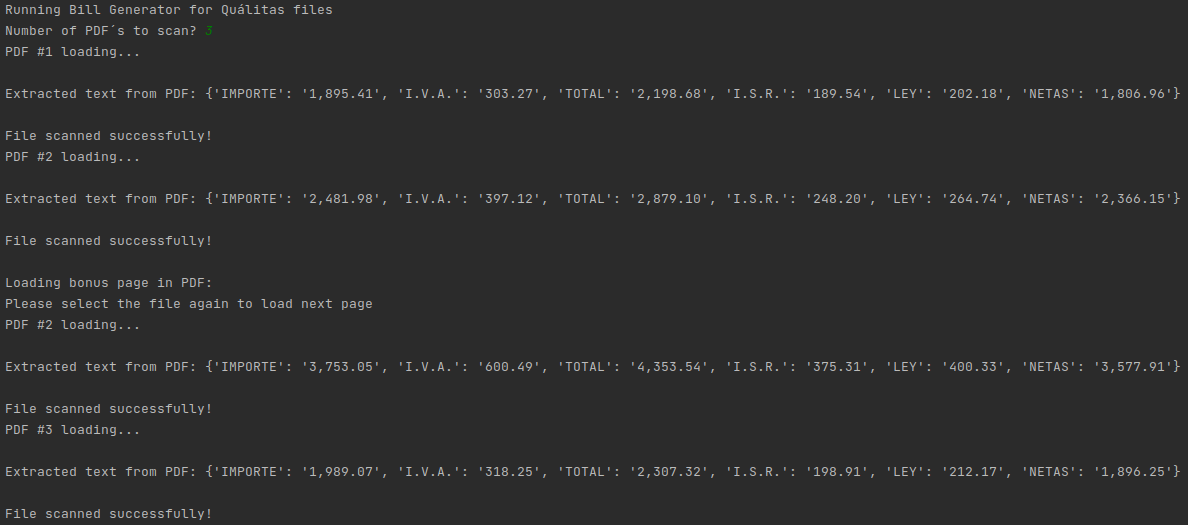 Running Bill Generator for Quálitas files
Number of PDF´s to scan? 3
PDF #1 loading...
Extracted text from PDF: {'IMPORTE': '1,895.41', 'I.V.A.': '303.27', 'TOTAL': '2,198.68', 'I.S.R.': '189.54', 'LEY': '202.18', 'NETAS': '1,806.96'}
File scanned successfully!
PDF #2 loading...
Extracted text from PDF: {'IMPORTE': '2,481.98', 'I.V.A.': '397.12', 'TOTAL': '2,879.10', 'I.S.R.': '248.20', 'LEY': '264.74', 'NETAS': '2,366.15'}
File scanned successfully!
Loading bonus page in PDF:
Please select the file again to load next page
PDF #2 loading...
Extracted text from PDF: {'IMPORTE': '3,753.05', 'I.V.A.': '600.49', 'TOTAL': '4,353.54', 'I.S.R.': '375.31', 'LEY': '400.33', 'NETAS': '3,577.91'}
File scanned successfully!
PDF #3 loading...
Extracted text from PDF: {'IMPORTE': '1,989.07', 'I.V.A.': '318.25', 'TOTAL': '2,307.32', 'I.S.R.': '198.91', 'LEY': '212.17', 'NETAS': '1,896.25'}
File scanned successfully!